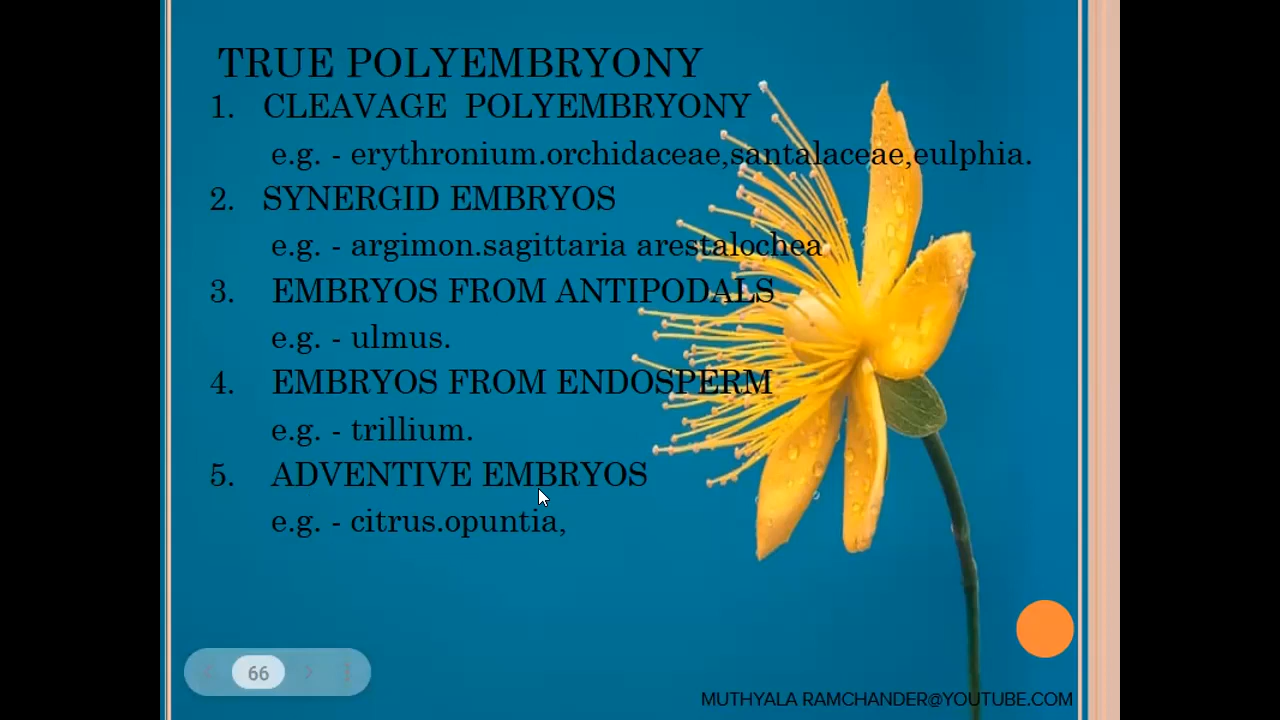 TRUE POLYEMBRYONY
1. CLEAVAGE POLYEMBRYONY
e.g. - erythronium.orchidaceae,santalaceae,eulphia.
2. SYNERGID EMBRYOS
e.g. - argimon.sagittaria arestalochea
3. EMBRYOS FROM ANTIPODALS
e.g. - ulmus.
4. EMBRYOS FROM ENDOSPERM
e.g. - trillium.
5. ADVENTIVE EMBRYOS
e.g. - citrus.opuntia,
66
MUTHYALA RAMCHANDER@YOUTUBE.COM